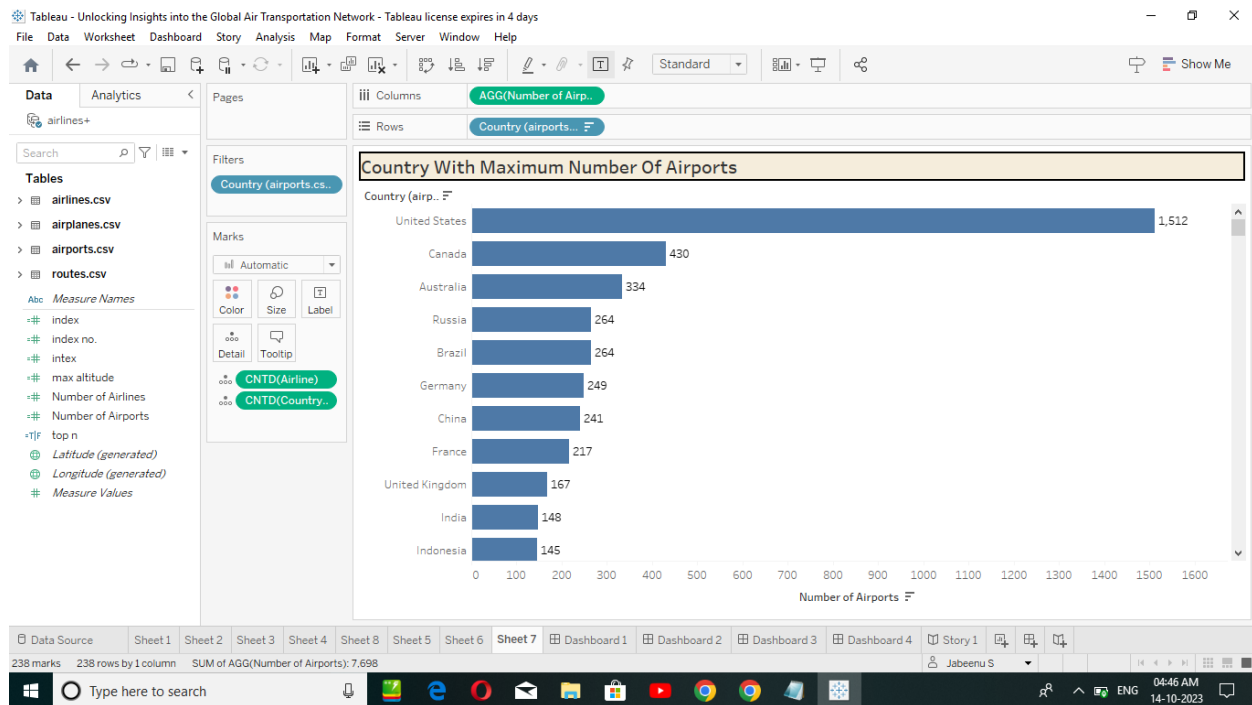 Tableau - Unlocking Insights into the Global Air Transportation Network - Tableau license expires in 4 days
File Data Worksheet Dashboard Story Analysis Map Format Server Window Help
Standard
Show Me
Data Analytics
airlines+
Search
Tables
airlines.csv
airplanes.csv
airports.csv
routes.csv
Abc Measure Names
index
index no.
intex
max altitude
Number of Airlines
Number of Airports
T|F top n
Latitude (generated)
Longitude (generated)
Measure Values
Pages
Filters
Country (airports.cs..
Marks
Automatic
Color Size Label
Detail Tooltip
CNTD(Airline)
CNTD(Country..
Columns AGG(Number of Airp..
Rows Country (airports...
Country With Maximum Number Of Airports
Country (airp..
United States 1,512
Canada 430
Australia 334
Russia 264
Brazil 264
Germany 249
China 241
France 217
United Kingdom 167
India 148
Indonesia 145
0 100 200 300 400 500 600 700 800 900 1000 1100 1200 1300 1400 1500 1600
Number of Airports
Data Source Sheet 1 Sheet 2 Sheet 3 Sheet 4 Sheet 8 Sheet 5 Sheet 6 Sheet 7 Dashboard 1 Dashboard 2 Dashboard 3 Dashboard 4 Story 1
238 marks 238 rows by 1 column SUM of AGG(Number of Airports): 7,698 Jabeenu S
Type here to search
ENG
04:46 AM
14-10-2023